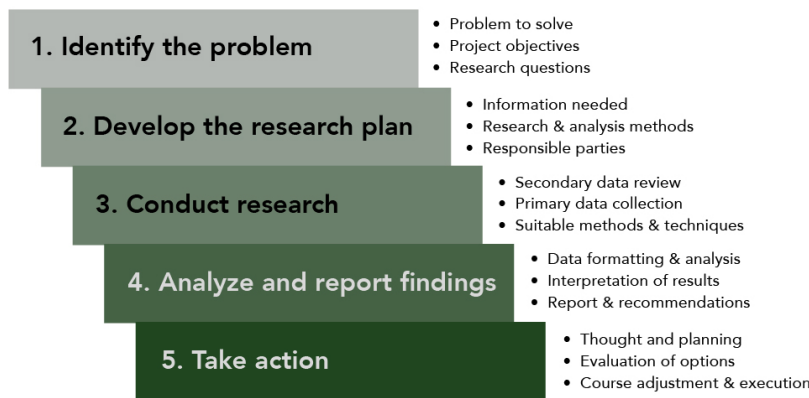 1. Identify the problem
• Problem to solve
• Project objectives
• Research questions
2. Develop the research plan
• Information needed
• Research & analysis methods
• Responsible parties
3. Conduct research
• Secondary data review
• Primary data collection
• Suitable methods & techniques
4. Analyze and report findings
• Data formatting & analysis
• Interpretation of results
• Report & recommendations
5. Take action
• Thought and planning
• Evaluation of options
• Course adjustment & execution